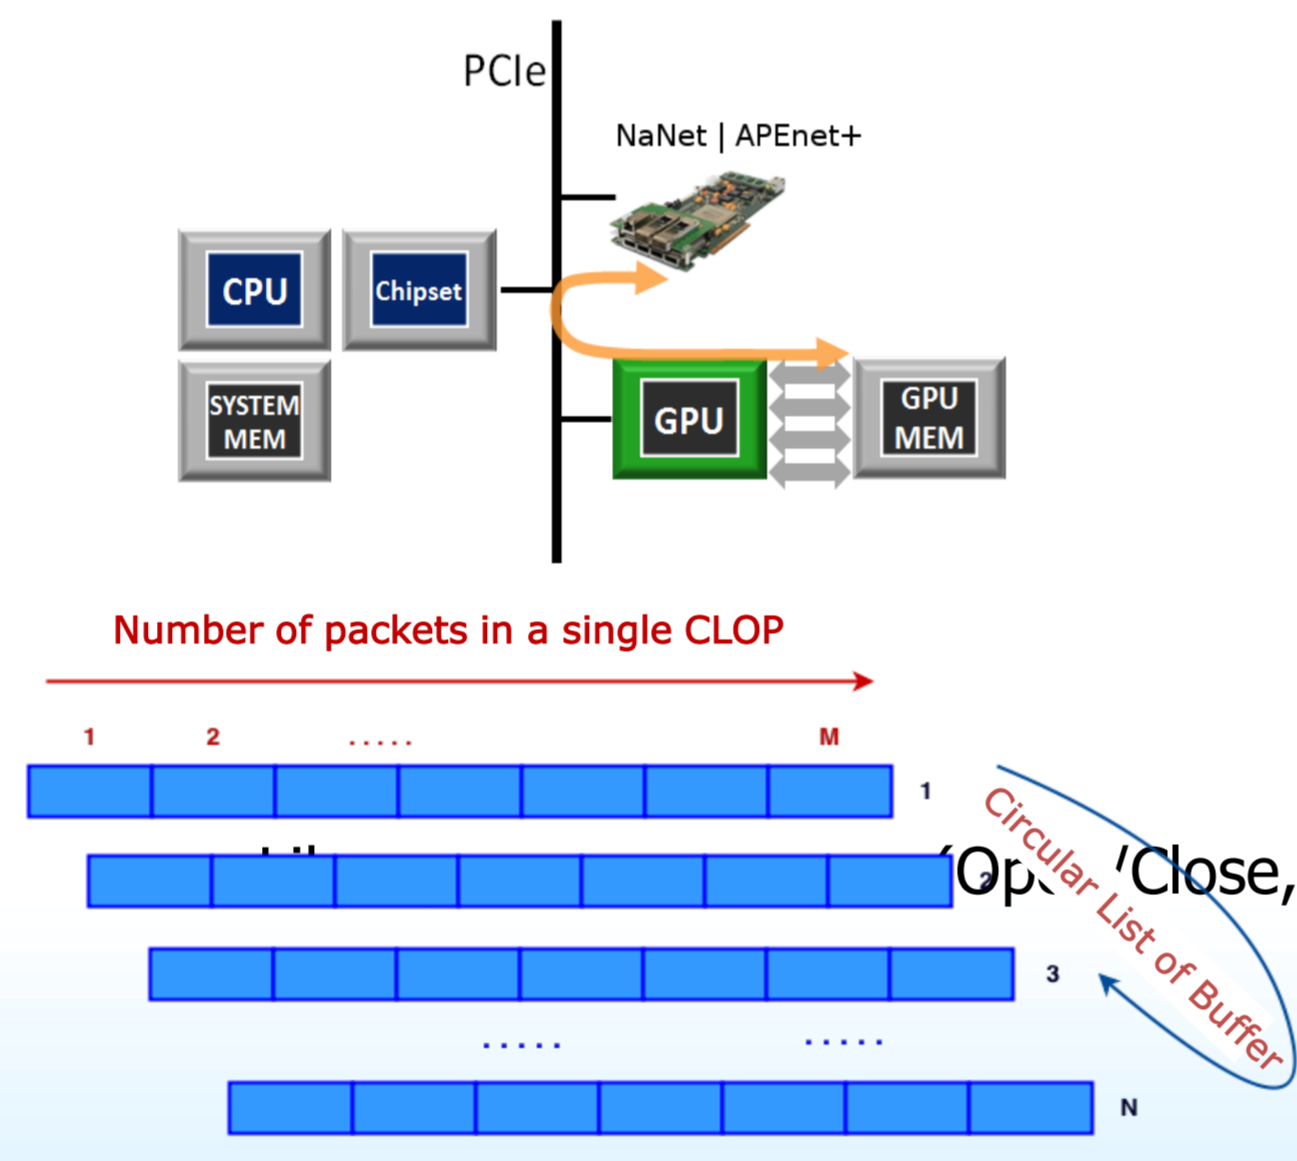 PCIe
NaNet | APEnet+
CPU
Chipset
SYSTEM
MEM
GPU
GPU
MEM
Number of packets in a single CLOP
1
2
.....
M
1
2
Close,
Circular List of Buffer
3
.....
.....
N